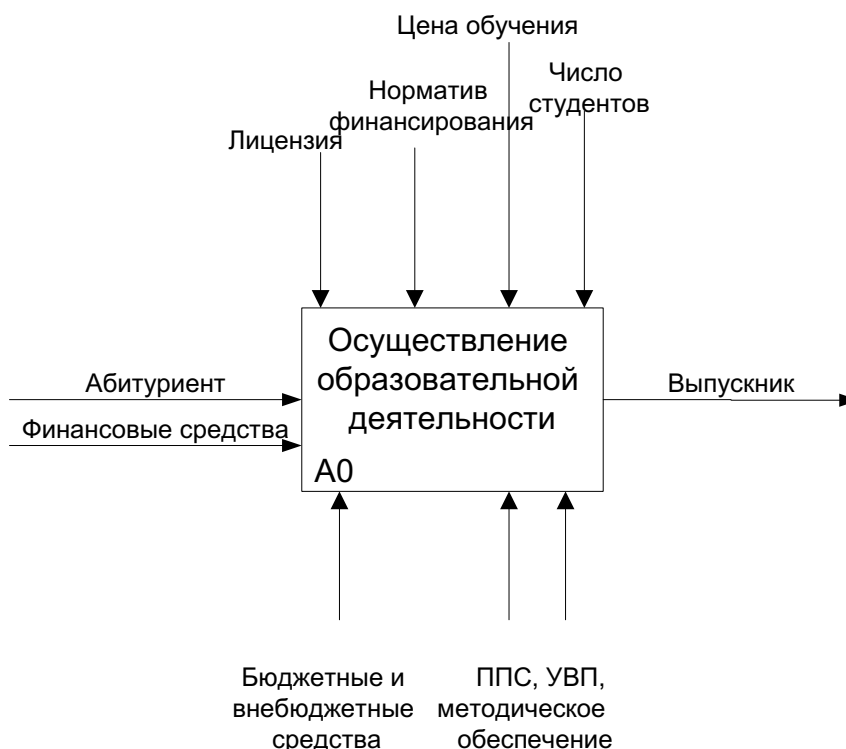 Цена обучения
Число
студентов
Норматив
финансирования
Лицензия
Осуществление
образовательной
деятельности
А0
Абитуриент
Финансовые средства
Выпускник
Бюджетные и
внебюджетные
средства
ППС, УВП,
методическое
обеспечение